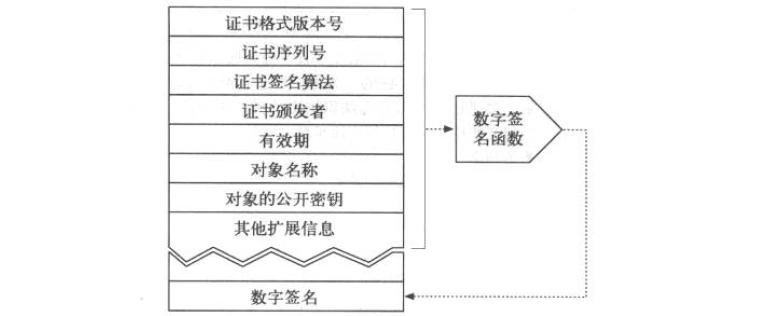 证书格式版本号
证书序列号
证书签名算法
证书颁发者
有效期
对象名称
对象的公开密钥
其他扩展信息
数字签名
数字签
名函数